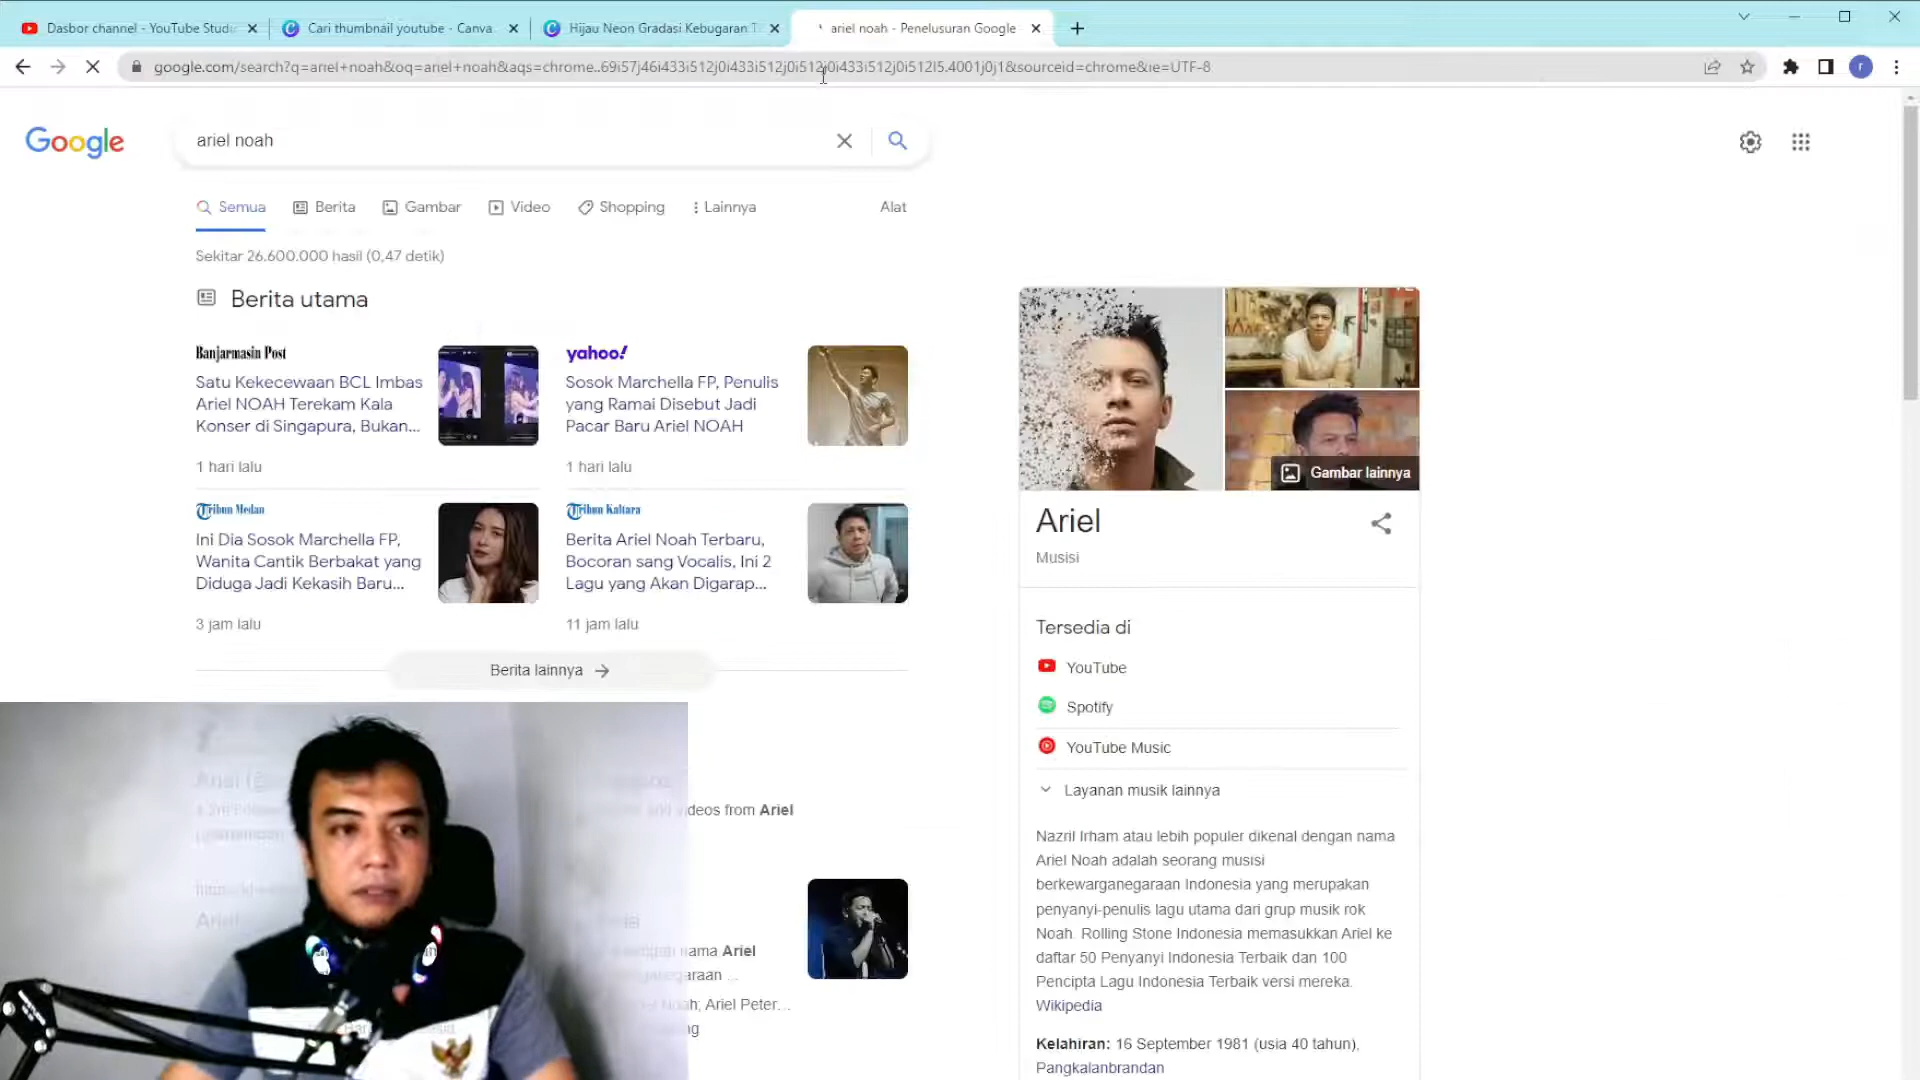 Dasbor channel - YouTube Studi
Cari thumbnail youtube - Canva
Hijau Neon Gradasi Kebugaran T
ariel noah - Penelusuran Google
google.com/search?q=ariel+noah&oq=ariel+noah&aqs=chrome..69i57j46i433i512j0i433i512j0i512j0i433i512j0i512l5.4001j0j1&sourceid=chrome&ie=UTF-8
r
Google
ariel noah
Semua
Berita
Gambar
Video
Shopping
Lainnya
Alat
Sekitar 26.600.000 hasil (0,47 detik)
Berita utama
Banjarmasin Post
Satu Kekecewaan BCL Imbas
Ariel NOAH Terekam Kala
Konser di Singapura, Bukan...
1 hari lalu
yahoo!
Sosok Marchella FP, Penulis
yang Ramai Disebut Jadi
Pacar Baru Ariel NOAH
1 hari lalu
Tribun Medan
Ini Dia Sosok Marchella FP,
Wanita Cantik Berbakat yang
Diduga Jadi Kekasih Baru...
3 jam lalu
Tribun Kaltara
Berita Ariel Noah Terbaru,
Bocoran sang Vocalis, Ini 2
Lagu yang Akan Digarap...
11 jam lalu
Berita lainnya
videos from Ariel
nama Ariel
Noah; Ariel Peter...
Gambar lainnya
Ariel
Musisi
Tersedia di
YouTube
Spotify
YouTube Music
Layanan musik lainnya
Nazril Irham atau lebih populer dikenal dengan nama
Ariel Noah adalah seorang musisi
berkewarganegaraan Indonesia yang merupakan
penyanyi-penulis lagu utama dari grup musik rok
Noah. Rolling Stone Indonesia memasukkan Ariel ke
daftar 50 Penyanyi Indonesia Terbaik dan 100
Pencipta Lagu Indonesia Terbaik versi mereka.
Wikipedia
Kelahiran: 16 September 1981 (usia 40 tahun),
Pangkalanbrandan